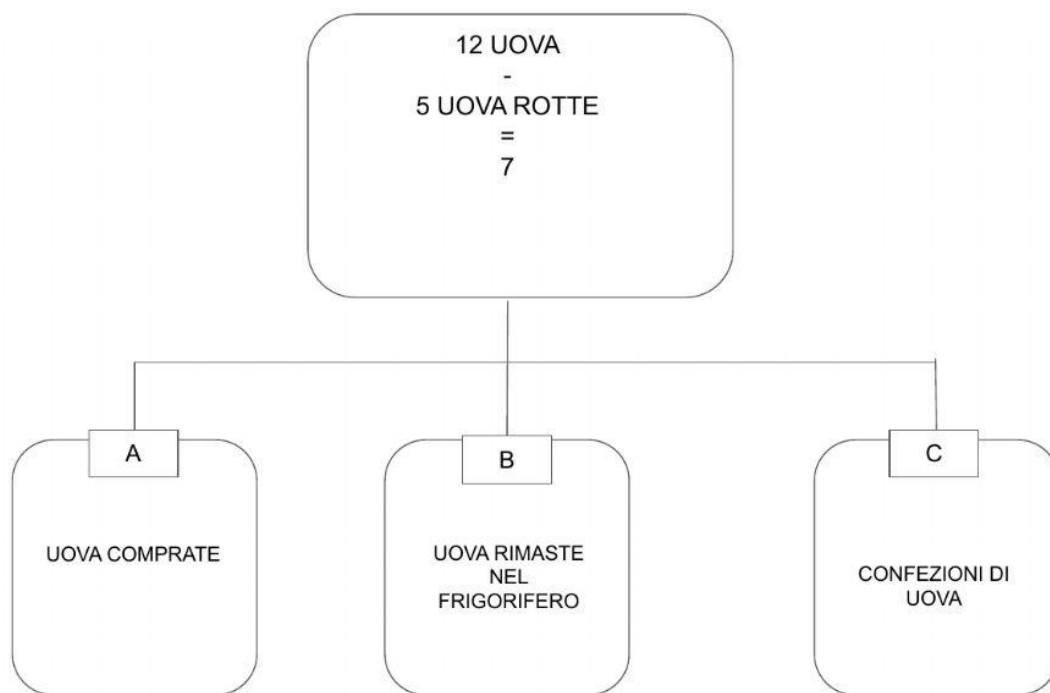 12 UOVA
-
5 UOVA ROTTE
=
7
A
UOVA COMPRATE
B
UOVA RIMASTE
NEL
FRIGORIFERO
C
CONFEZIONI DI
UOVA